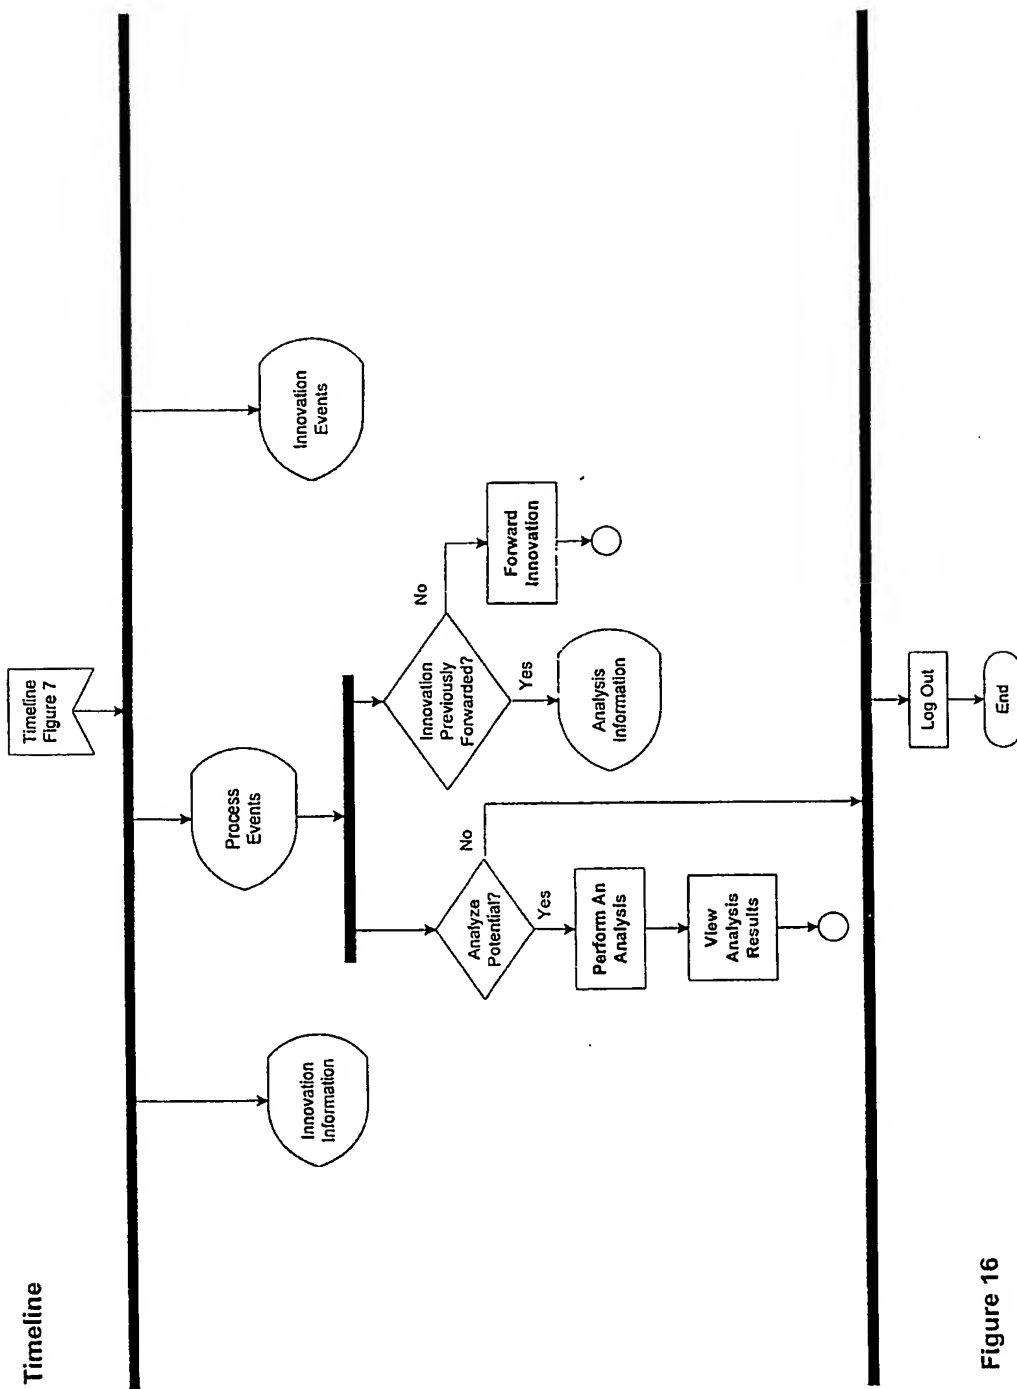 Timeline
Timeline
Figure 7
Innovation
Information
Process
Events
Innovation
Events
Analyze
Potential?
No
Yes
Perform An
Analysis
View
Analysis
Results
Innovation
Previously
Forwarded?
No
Yes
Forward
Innovation
Analysis
Information
Log Out
End
Figure 16